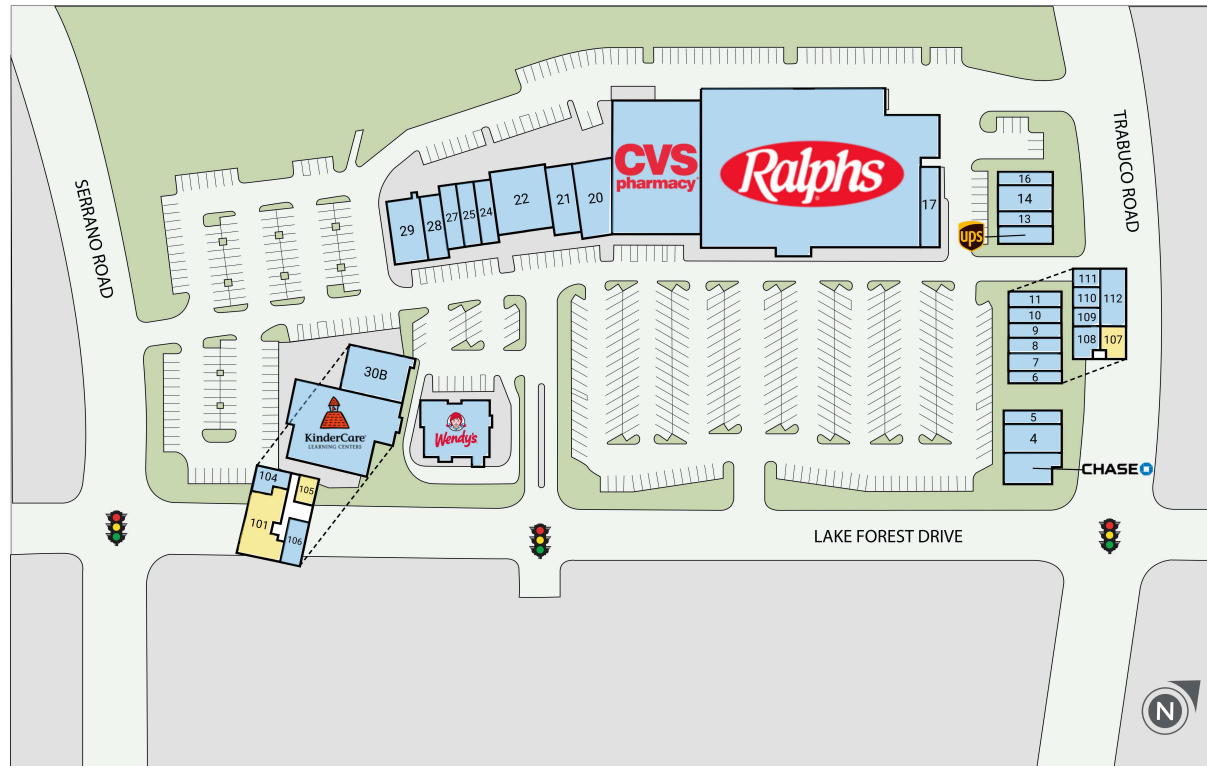 SERRANO ROAD
TRABUCO ROAD
CVS
pharmacy
Ralphs
17
16
14
13
ups
29
28
27
25
24
22
21
20
11
10
9
8
7
6
111
110
109
108
112
107
5
4
CHASE
30B
KinderCare
LEARNING CENTERS
Wendy's
104
105
101
106
LAKE FOREST DRIVE
N